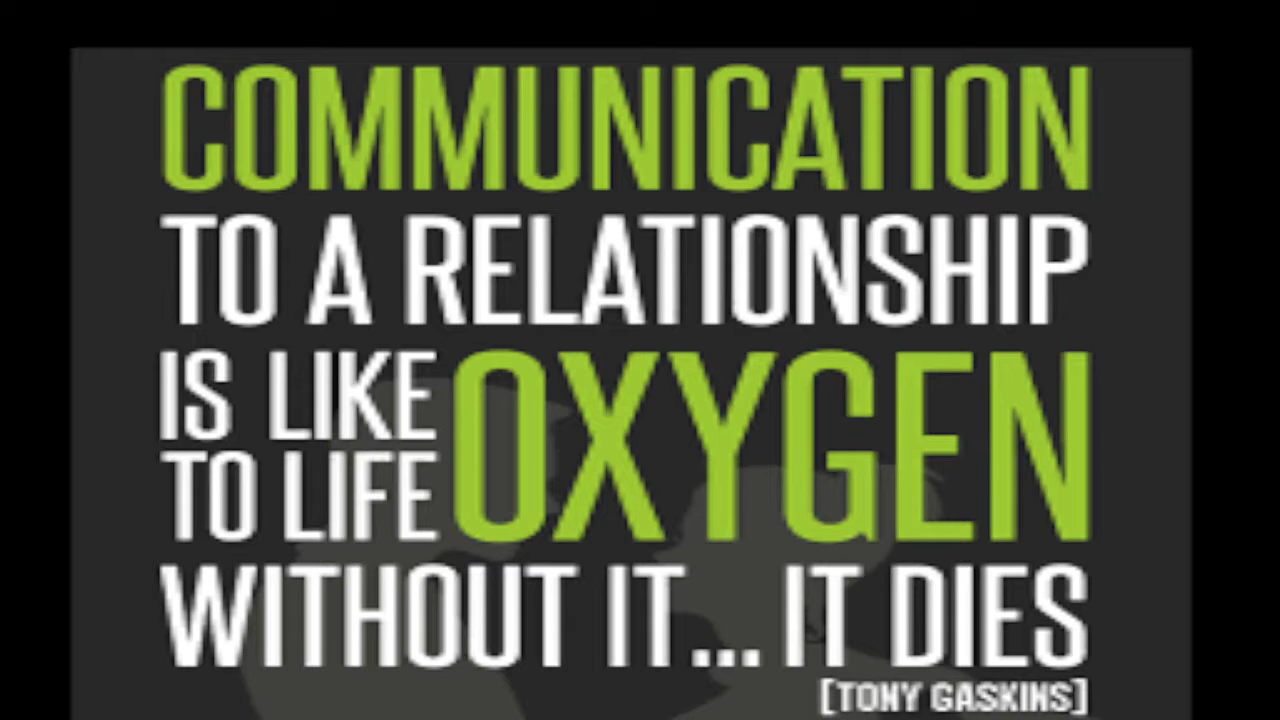 COMMUNICATION
TO A RELATIONSHIP
IS LIKE OXYGEN
TO LIFE
WITHOUT IT... IT DIES
[TONY GASKINS]